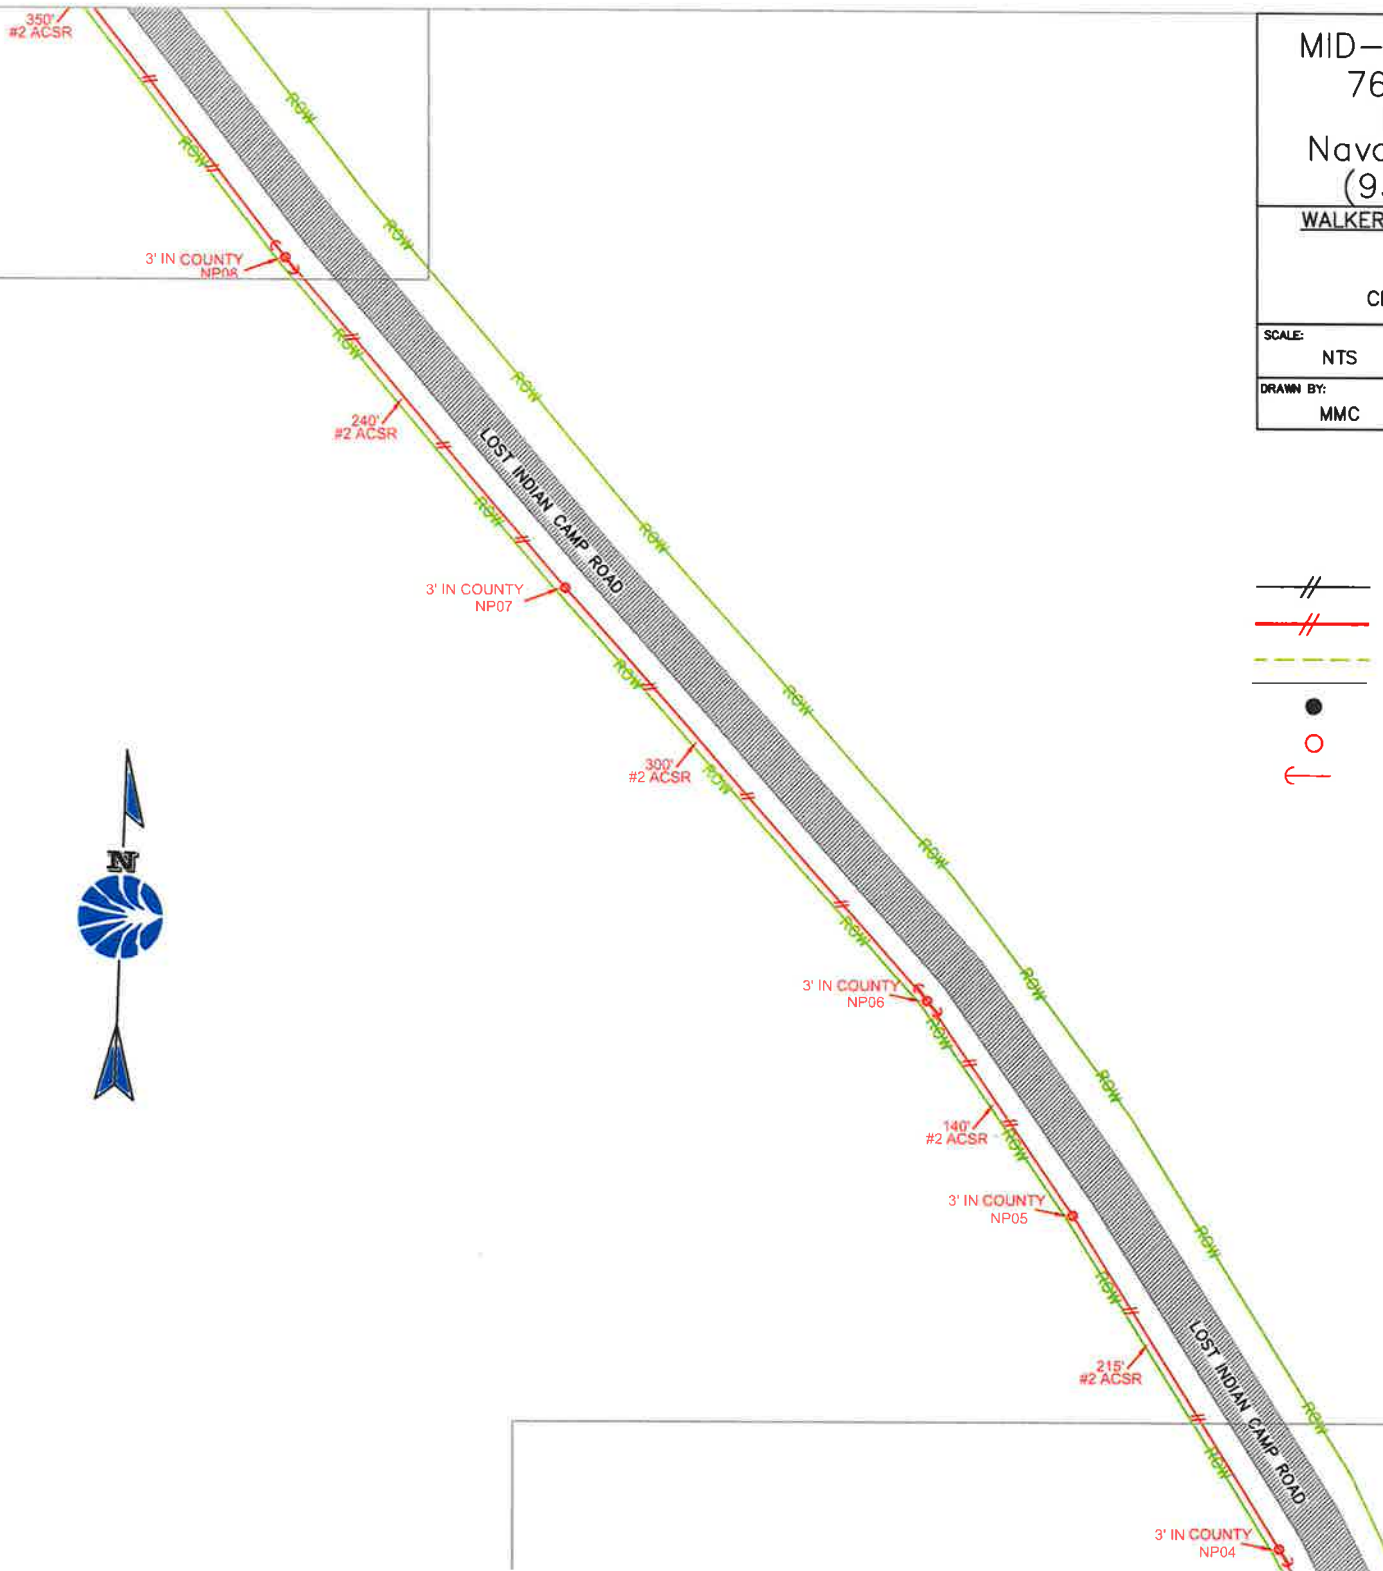 350'
#2 ACSR
ROW
ROW
ROW
3' IN COUNTY
NP08
ROW
ROW
240'
#2 ACSR
LOST INDIAN CAMP ROAD
ROW
ROW
3' IN COUNTY
NP07
ROW
ROW
300'
#2 ACSR
ROW
ROW
ROW
3' IN COUNTY
NP06
ROW
ROW
140'
#2 ACSR
ROW
ROW
3' IN COUNTY
NP05
ROW
ROW
215'
#2 ACSR
LOST INDIAN CAMP ROAD
ROW
ROW
3' IN COUNTY
NP04
N
MID-
76
Nava
(9
WALKER
SCALE:
NTS
DRAWN BY:
MMC